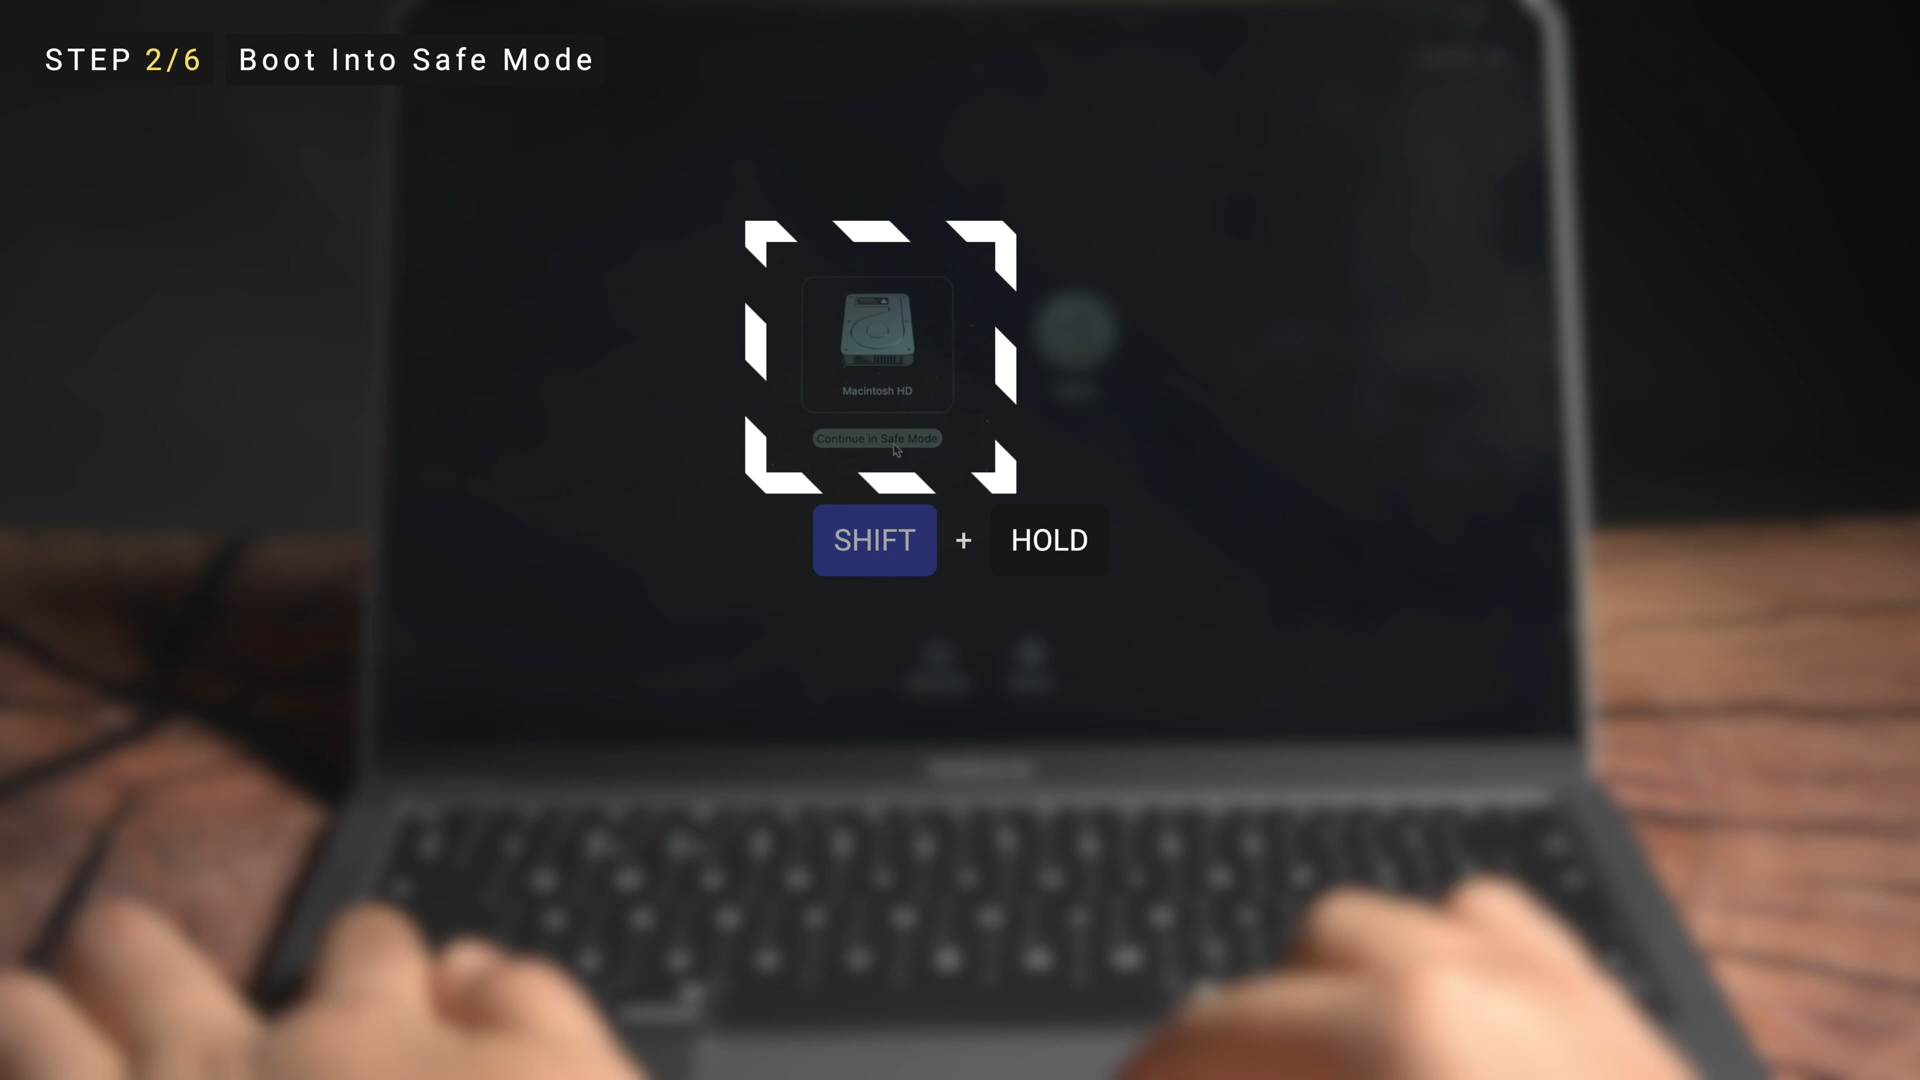 STEP 2/6 Boot Into Safe Mode
Macintosh HD
Continue in Safe Mode
SHIFT + HOLD